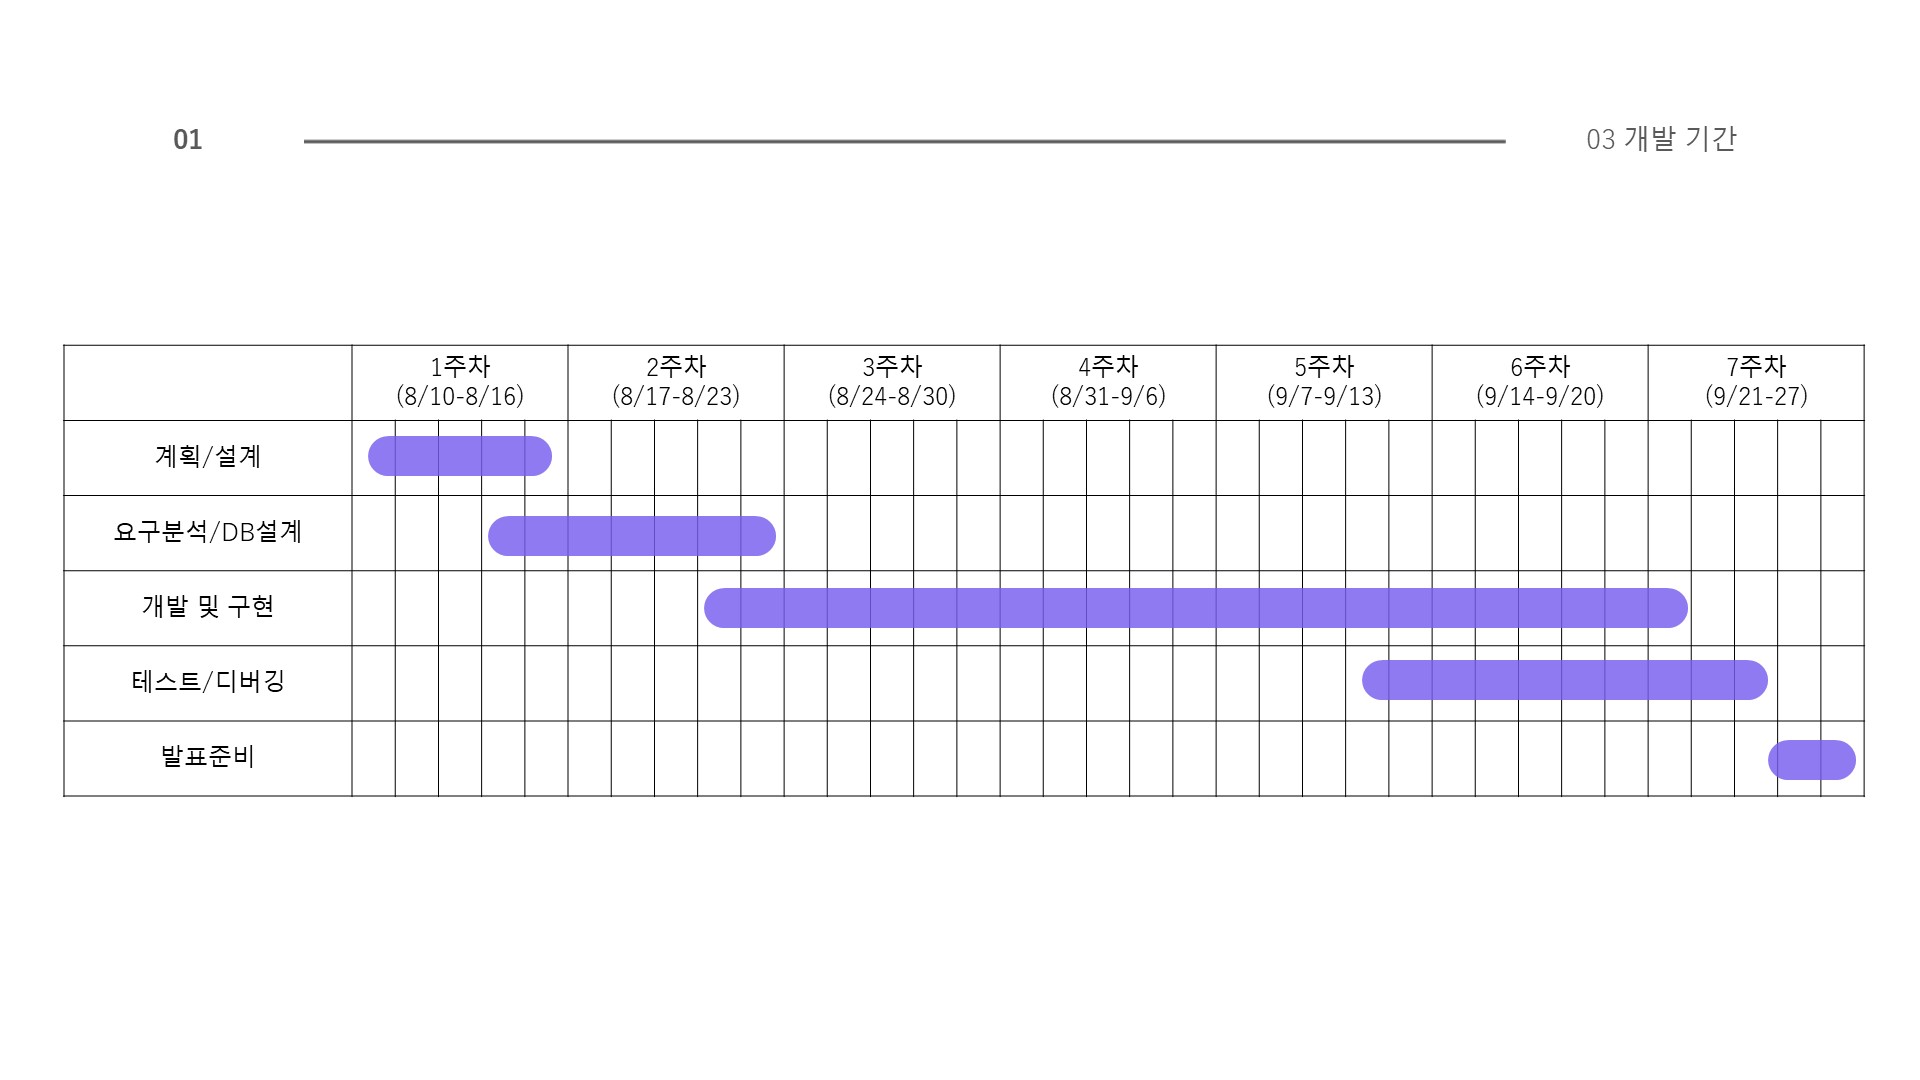 01
03 개발 기간
1주차
(8/10-8/16)
2주차
(8/17-8/23)
3주차
(8/24-8/30)
4주차
(8/31-9/6)
5주차
(9/7-9/13)
6주차
(9/14-9/20)
7주차
(9/21-27)
계획/설계
요구분석/DB설계
개발 및 구현
테스트/디버깅
발표준비